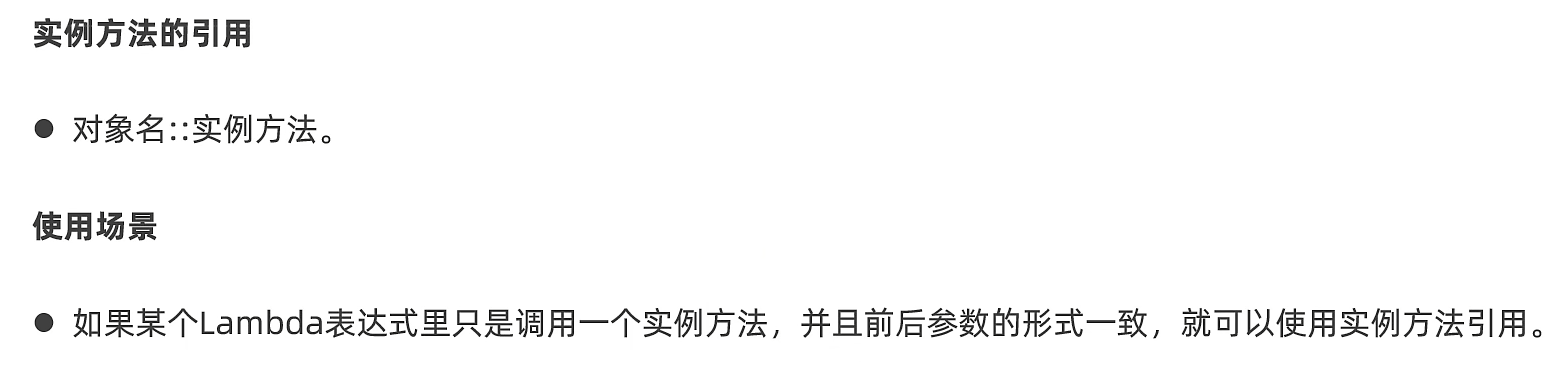 实例方法的引用
● 对象名::实例方法。
使用场景
● 如果某个Lambda表达式里只是调用一个实例方法，并且前后参数的形式一致，就可以使用实例方法引用。